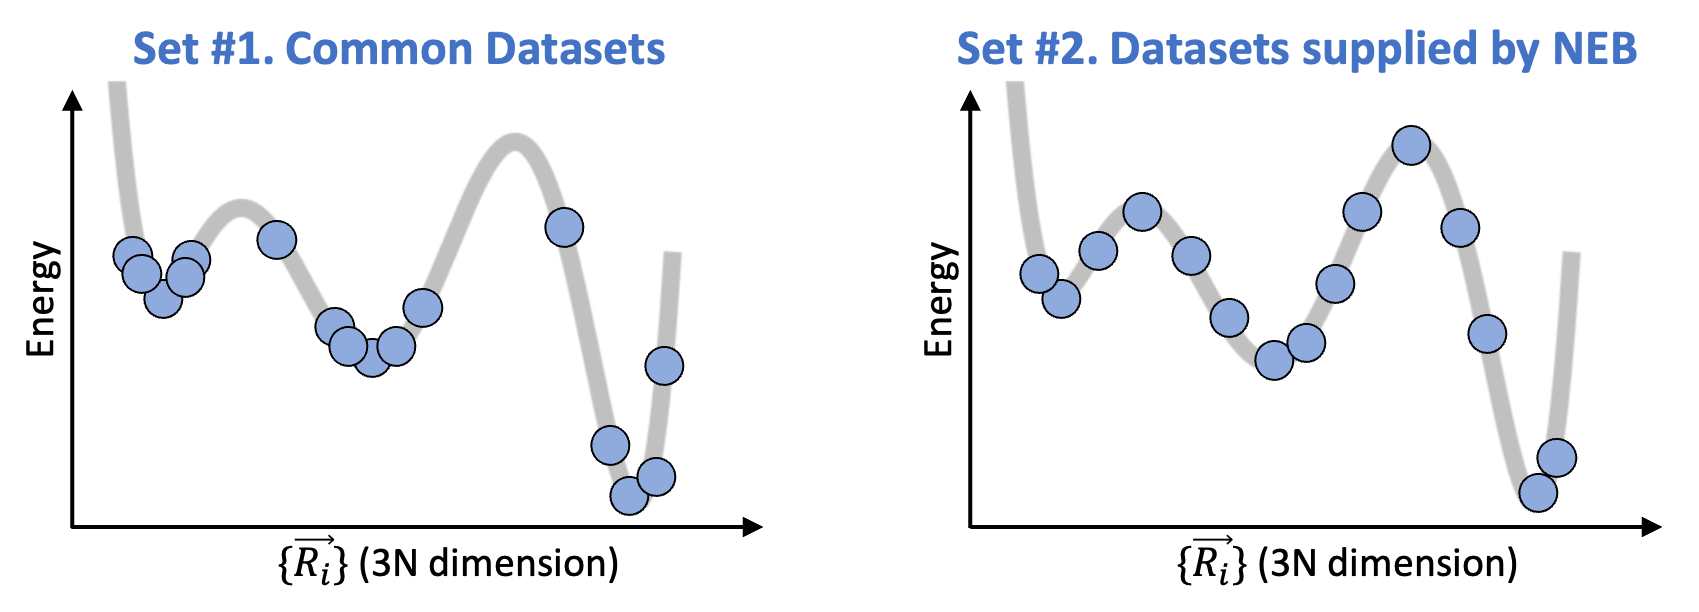 Set #1. Common Datasets
Energy
{$\overrightarrow{R_i}$} (3N dimension)
Set #2. Datasets supplied by NEB
Energy
{$\overrightarrow{R_i}$} (3N dimension)